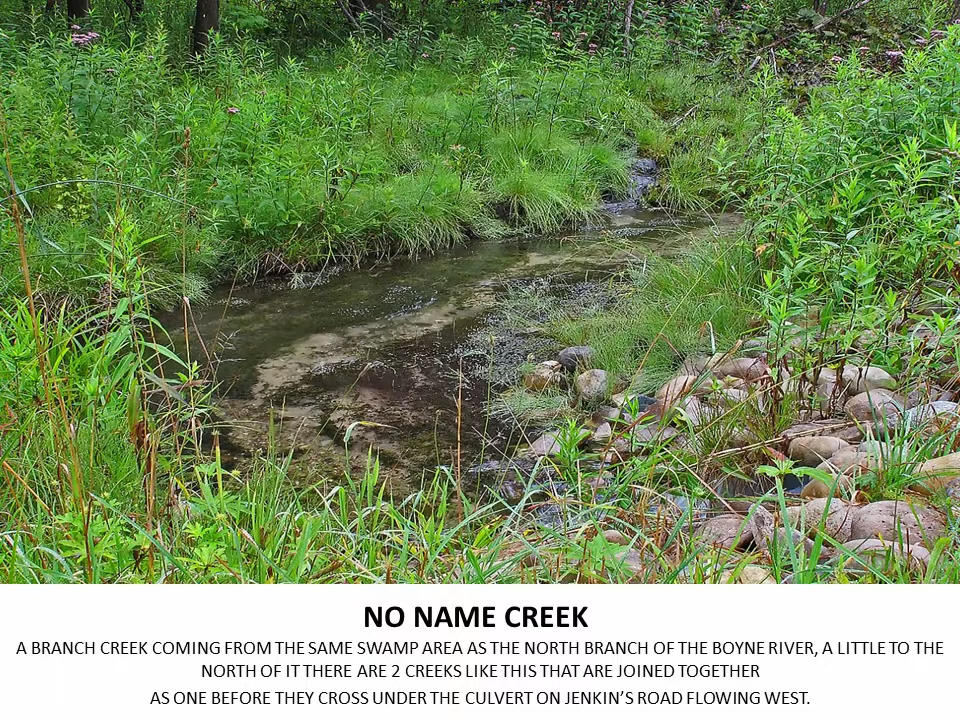 NO NAME CREEK
A BRANCH CREEK COMING FROM THE SAME SWAMP AREA AS THE NORTH BRANCH OF THE BOYNE RIVER, A LITTLE TO THE
NORTH OF IT THERE ARE 2 CREEKS LIKE THIS THAT ARE JOINED TOGETHER
AS ONE BEFORE THEY CROSS UNDER THE CULVERT ON JENKIN'S ROAD FLOWING WEST.